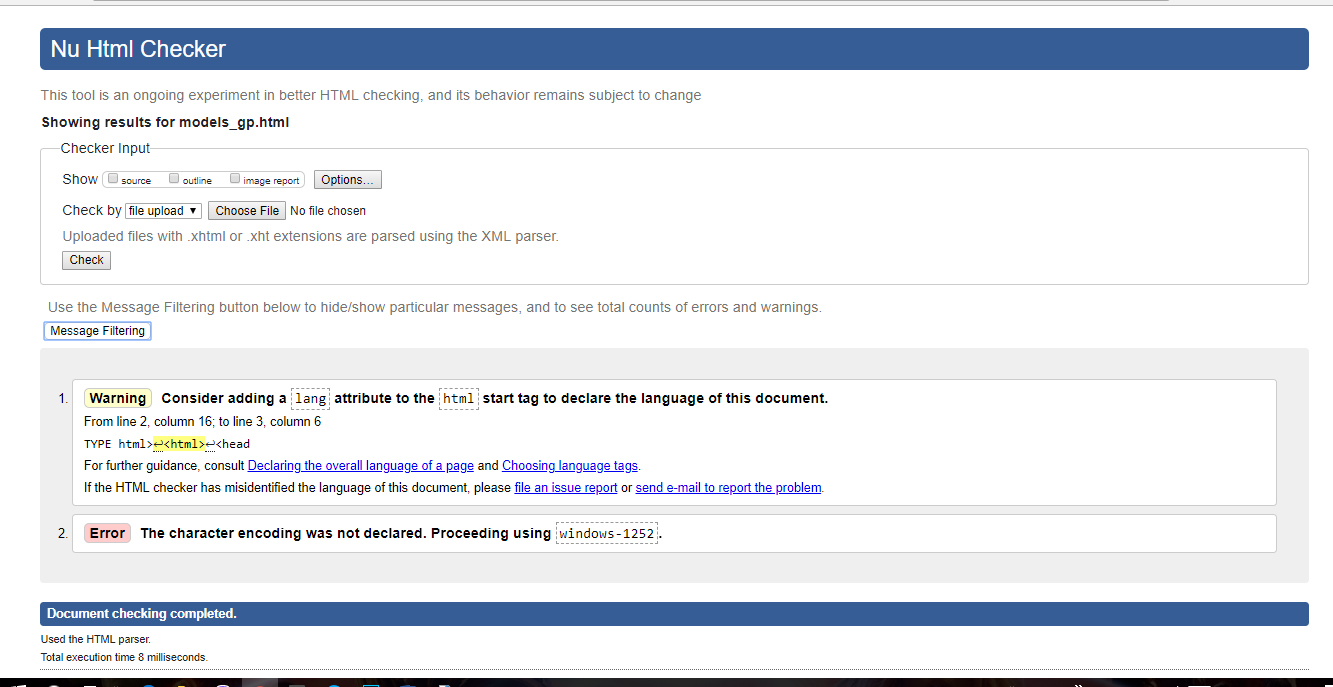 Nu Html Checker
This tool is an ongoing experiment in better HTML checking, and its behavior remains subject to change
Showing results for models_gp.html
Checker Input
Show source outline image report Options...
Check by file upload ▼ Choose File No file chosen
Uploaded files with .xhtml or .xht extensions are parsed using the XML parser.
Check
Use the Message Filtering button below to hide/show particular messages, and to see total counts of errors and warnings.
Message Filtering
1. Warning Consider adding a lang attribute to the html start tag to declare the language of this document.
From line 2, column 16; to line 3, column 6
TYPE html>↩<html>↩<head
For further guidance, consult Declaring the overall language of a page and Choosing language tags.
If the HTML checker has misidentified the language of this document, please file an issue report or send e-mail to report the problem.
2. Error The character encoding was not declared. Proceeding using windows-1252.
Document checking completed.
Used the HTML parser.
Total execution time 8 milliseconds.